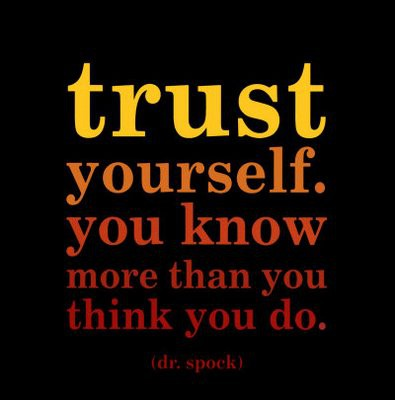 trust
yourself.
you know
more than you
think you do.
(dr. spock)